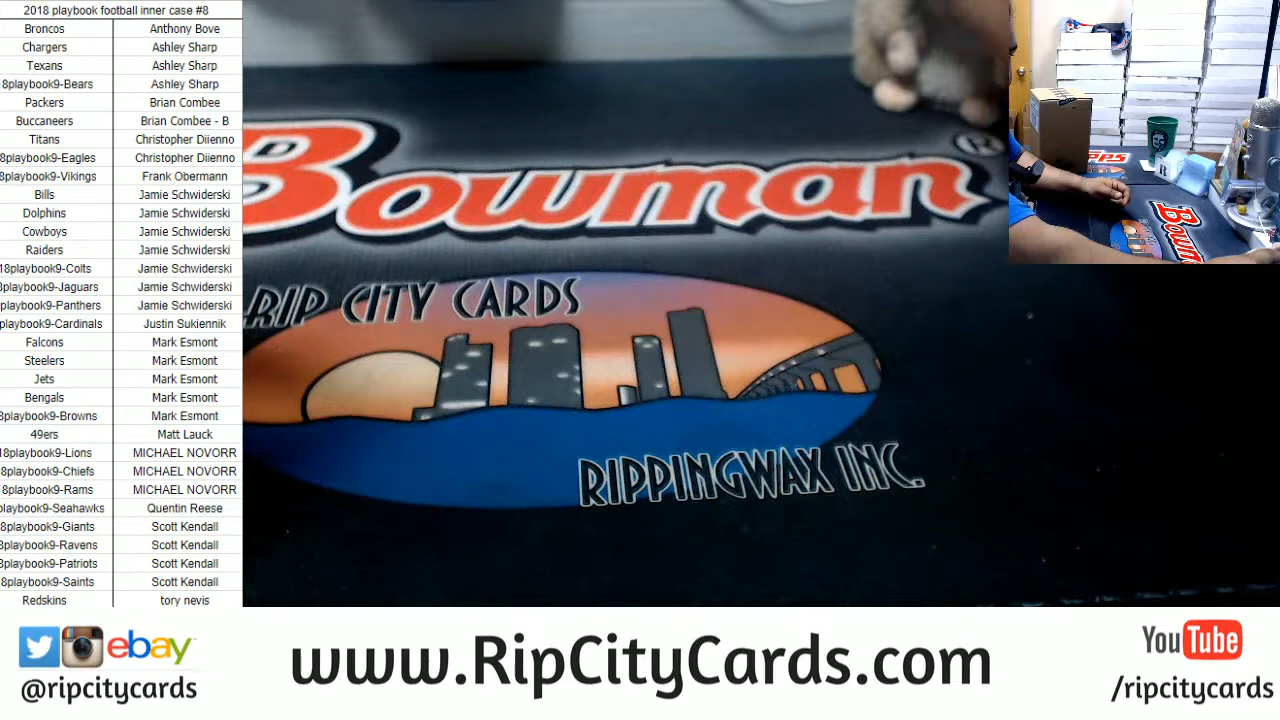 2018 playbook football inner case #8
Broncos Anthony Bove
Chargers Ashley Sharp
Texans Ashley Sharp
8playbook9-Bears Ashley Sharp
Packers Brian Combee
Buccaneers Brian Combee - B
Titans Christopher Diienno
8playbook9-Eagles Christopher Diienno
8playbook9-Vikings Frank Obermann
Bills Jamie Schwiderski
Dolphins Jamie Schwiderski
Cowboys Jamie Schwiderski
Raiders Jamie Schwiderski
18playbook9-Colts Jamie Schwiderski
8playbook9-Jaguars Jamie Schwiderski
8playbook9-Panthers Jamie Schwiderski
playbook9-Cardinals Justin Sukiennik
Falcons Mark Esmont
Steelers Mark Esmont
Jets Mark Esmont
Bengals Mark Esmont
8playbook9-Browns Mark Esmont
49ers Matt Lauck
18playbook9-Lions MICHAEL NOVORR
8playbook9-Chiefs MICHAEL NOVORR
8playbook9-Rams MICHAEL NOVORR
playbook9-Seahawks Quentin Reese
8playbook9-Giants Scott Kendall
8playbook9-Ravens Scott Kendall
8playbook9-Patriots Scott Kendall
8playbook9-Saints Scott Kendall
Redskins tory nevis
Bowman ®
RIP CITY CARDS
RIPPINGWAX INC.
ebay
@ripcitycards
www.RipCityCards.com
YouTube
/ripcitycards